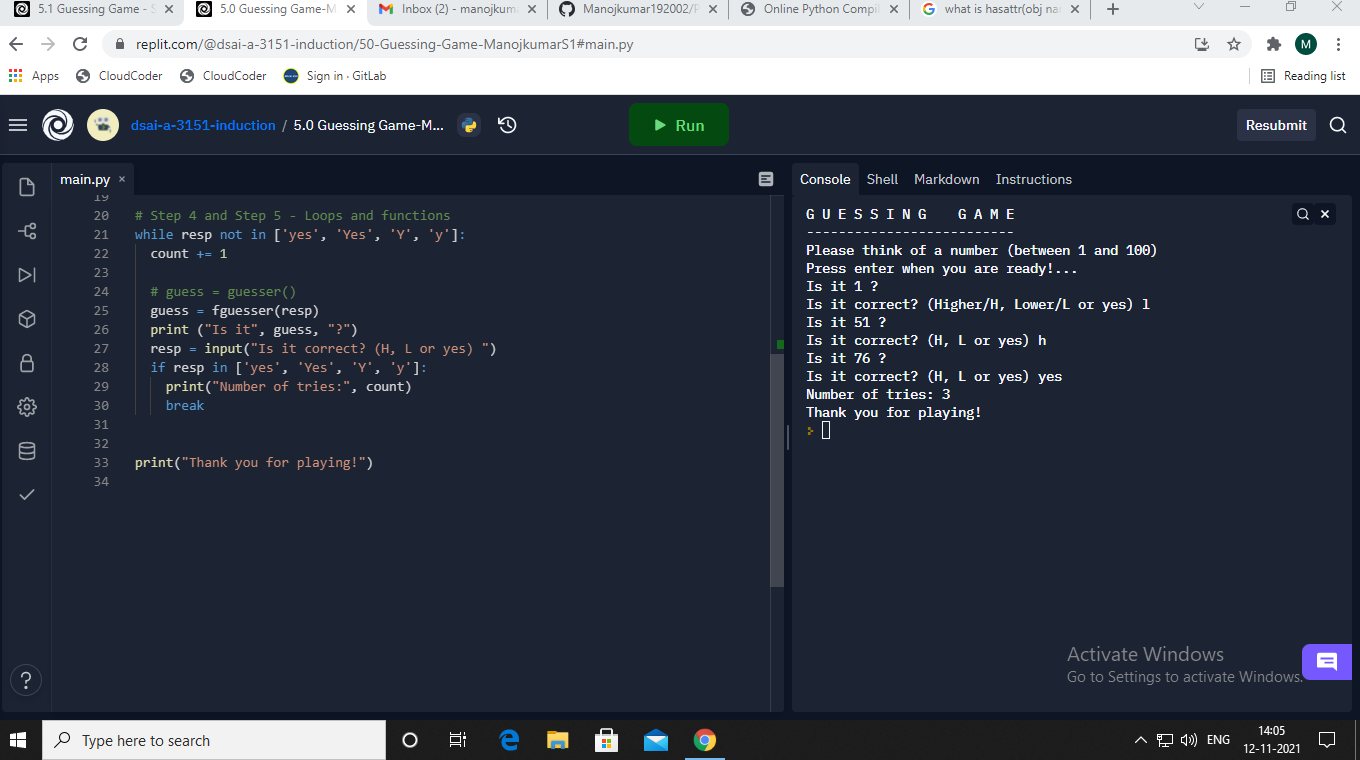 5.1 Guessing Game - S
5.0 Guessing Game-M
Inbox (2) - manojkuma
Manojkumar192002/P
Online Python Compil
what is hasattr(obj nar
replit.com/@dsai-a-3151-induction/50-Guessing-Game-ManojkumarS1#main.py
M
Apps
CloudCoder
CloudCoder
Sign in · GitLab
Reading list
dsai-a-3151-induction / 5.0 Guessing Game-M...
Run
Resubmit
main.py
19
20 # Step 4 and Step 5 - Loops and functions
21 while resp not in ['yes', 'Yes', 'Y', 'y']:
22 count += 1
23
24 # guess = guesser()
25 guess = fguesser(resp)
26 print ("Is it", guess, "?")
27 resp = input("Is it correct? (H, L or yes) ")
28 if resp in ['yes', 'Yes', 'Y', 'y']:
29 print("Number of tries:", count)
30 break
31
32
33 print("Thank you for playing!")
34
Console Shell Markdown Instructions
G U E S S I N G   G A M E
--------------------------
Please think of a number (between 1 and 100)
Press enter when you are ready!...
Is it 1 ?
Is it correct? (Higher/H, Lower/L or yes) l
Is it 51 ?
Is it correct? (H, L or yes) h
Is it 76 ?
Is it correct? (H, L or yes) yes
Number of tries: 3
Thank you for playing!
?
Activate Windows
Go to Settings to activate Windows.
Type here to search
ENG
14:05
12-11-2021